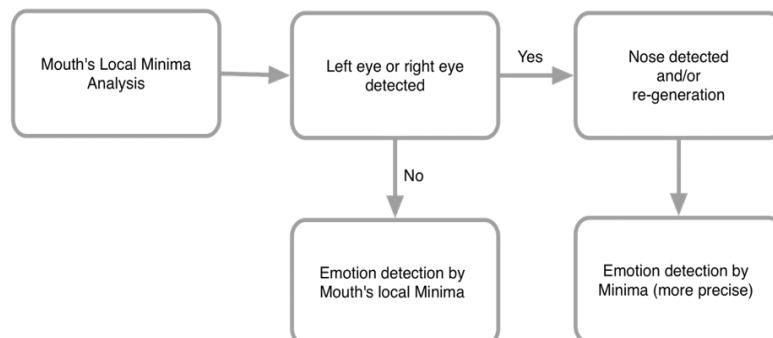 Mouth's Local Minima
Analysis
Left eye or right eye
detected
Yes
Nose detected
and/or
re-generation
No
Emotion detection by
Mouth's local Minima
Emotion detection by
Minima (more precise)